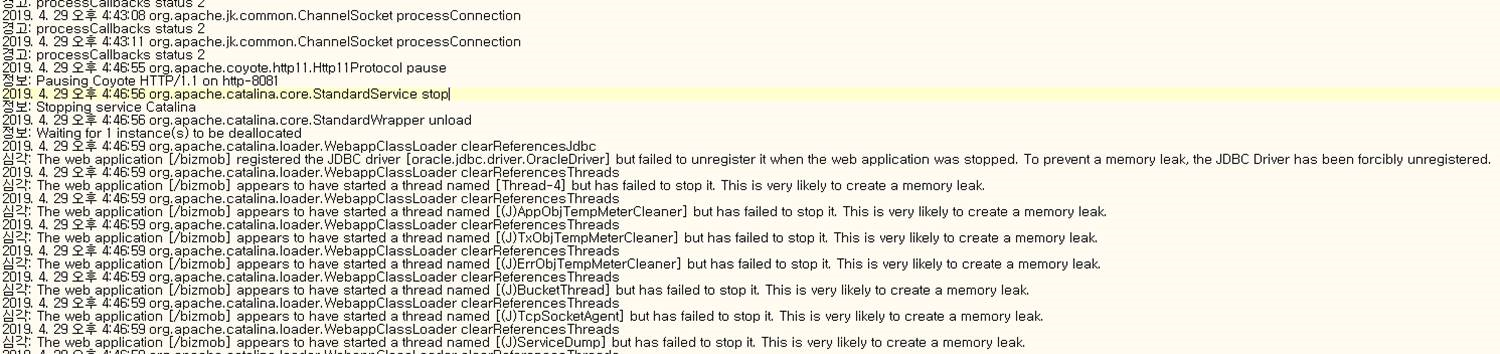 경고: processCallbacks status 2
2019. 4. 29 오후 4:43:08 org.apache.jk.common.ChannelSocket processConnection
경고: processCallbacks status 2
2019. 4. 29 오후 4:43:11 org.apache.jk.common.ChannelSocket processConnection
경고: processCallbacks status 2
2019. 4. 29 오후 4:46:55 org.apache.coyote.http11.Http11Protocol pause
정보: Pausing Coyote HTTP/1.1 on http-8081
2019. 4. 29 오후 4:46:56 org.apache.catalina.core.StandardService stop
정보: Stopping service Catalina
2019. 4. 29 오후 4:46:56 org.apache.catalina.core.StandardWrapper unload
정보: Waiting for 1 instance(s) to be deallocated
2019. 4. 29 오후 4:46:59 org.apache.catalina.loader.WebappClassLoader clearReferencesJdbc
심각: The web application [/bizmob] registered the JDBC driver [oracle.jdbc.driver.OracleDriver] but failed to unregister it when the web application was stopped. To prevent a memory leak, the JDBC Driver has been forcibly unregistered.
2019. 4. 29 오후 4:46:59 org.apache.catalina.loader.WebappClassLoader clearReferencesThreads
심각: The web application [/bizmob] appears to have started a thread named [Thread-4] but has failed to stop it. This is very likely to create a memory leak.
2019. 4. 29 오후 4:46:59 org.apache.catalina.loader.WebappClassLoader clearReferencesThreads
심각: The web application [/bizmob] appears to have started a thread named [(J)AppObjTempMeterCleaner] but has failed to stop it. This is very likely to create a memory leak.
2019. 4. 29 오후 4:46:59 org.apache.catalina.loader.WebappClassLoader clearReferencesThreads
심각: The web application [/bizmob] appears to have started a thread named [(J)TxObjTempMeterCleaner] but has failed to stop it. This is very likely to create a memory leak.
2019. 4. 29 오후 4:46:59 org.apache.catalina.loader.WebappClassLoader clearReferencesThreads
심각: The web application [/bizmob] appears to have started a thread named [(J)ErrObjTempMeterCleaner] but has failed to stop it. This is very likely to create a memory leak.
2019. 4. 29 오후 4:46:59 org.apache.catalina.loader.WebappClassLoader clearReferencesThreads
심각: The web application [/bizmob] appears to have started a thread named [(J)BucketThread] but has failed to stop it. This is very likely to create a memory leak.
2019. 4. 29 오후 4:46:59 org.apache.catalina.loader.WebappClassLoader clearReferencesThreads
심각: The web application [/bizmob] appears to have started a thread named [(J)TcpSocketAgent] but has failed to stop it. This is very likely to create a memory leak.
2019. 4. 29 오후 4:46:59 org.apache.catalina.loader.WebappClassLoader clearReferencesThreads
심각: The web application [/bizmob] appears to have started a thread named [(J)ServiceDump] but has failed to stop it. This is very likely to create a memory leak.